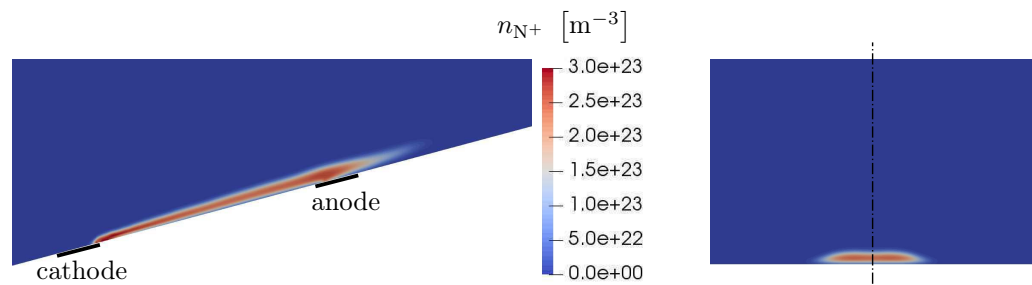 n_N+ [m⁻³]
3.0e+23
2.5e+23
2.0e+23
1.5e+23
1.0e+23
5.0e+22
0.0e+00
anode
cathode